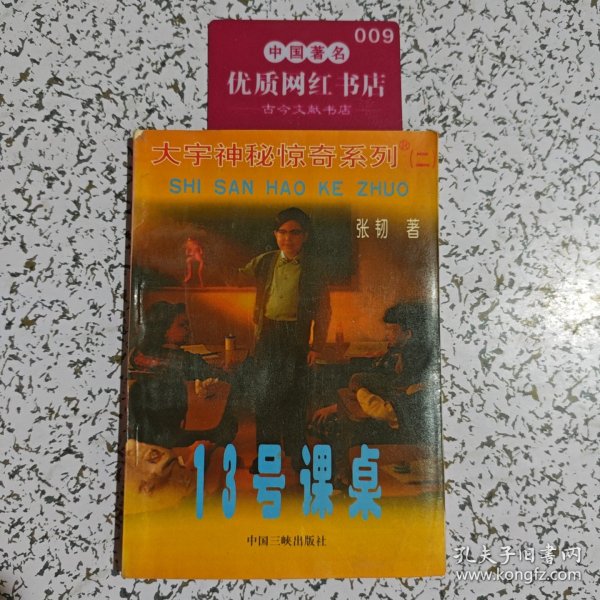 009
中国著名
优质网红书店
古今文献书店
大宇神秘惊奇系列
SHI SAN HAO KE ZHUO
张韧 著
13号课桌
中国三峡出版社
孔夫子旧书网
www.kongfz.com